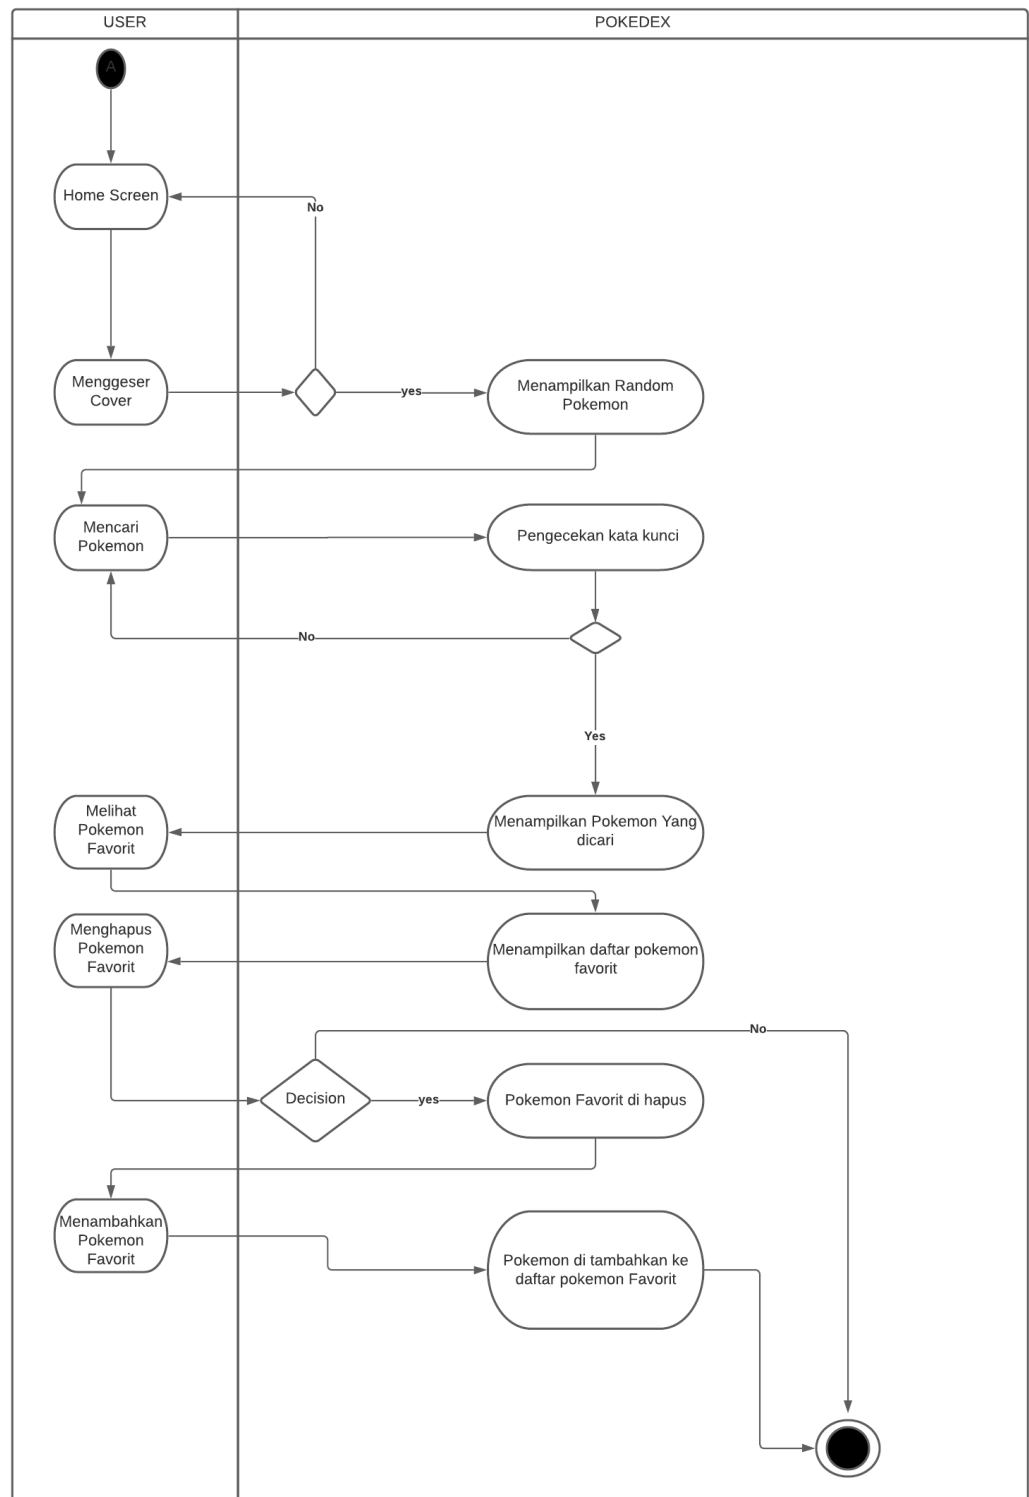 USER
POKEDEX
A
Home Screen
No
Menggeser
Cover
yes
Menampilkan Random
Pokemon
Mencari
Pokemon
Pengecekan kata kunci
No
Yes
Melihat
Pokemon
Favorit
Menampilkan Pokemon Yang
dicari
Menghapus
Pokemon
Favorit
Menampilkan daftar pokemon
favorit
No
Decision
yes
Pokemon Favorit di hapus
Menambahkan
Pokemon
Favorit
Pokemon di tambahkan ke
daftar pokemon Favorit